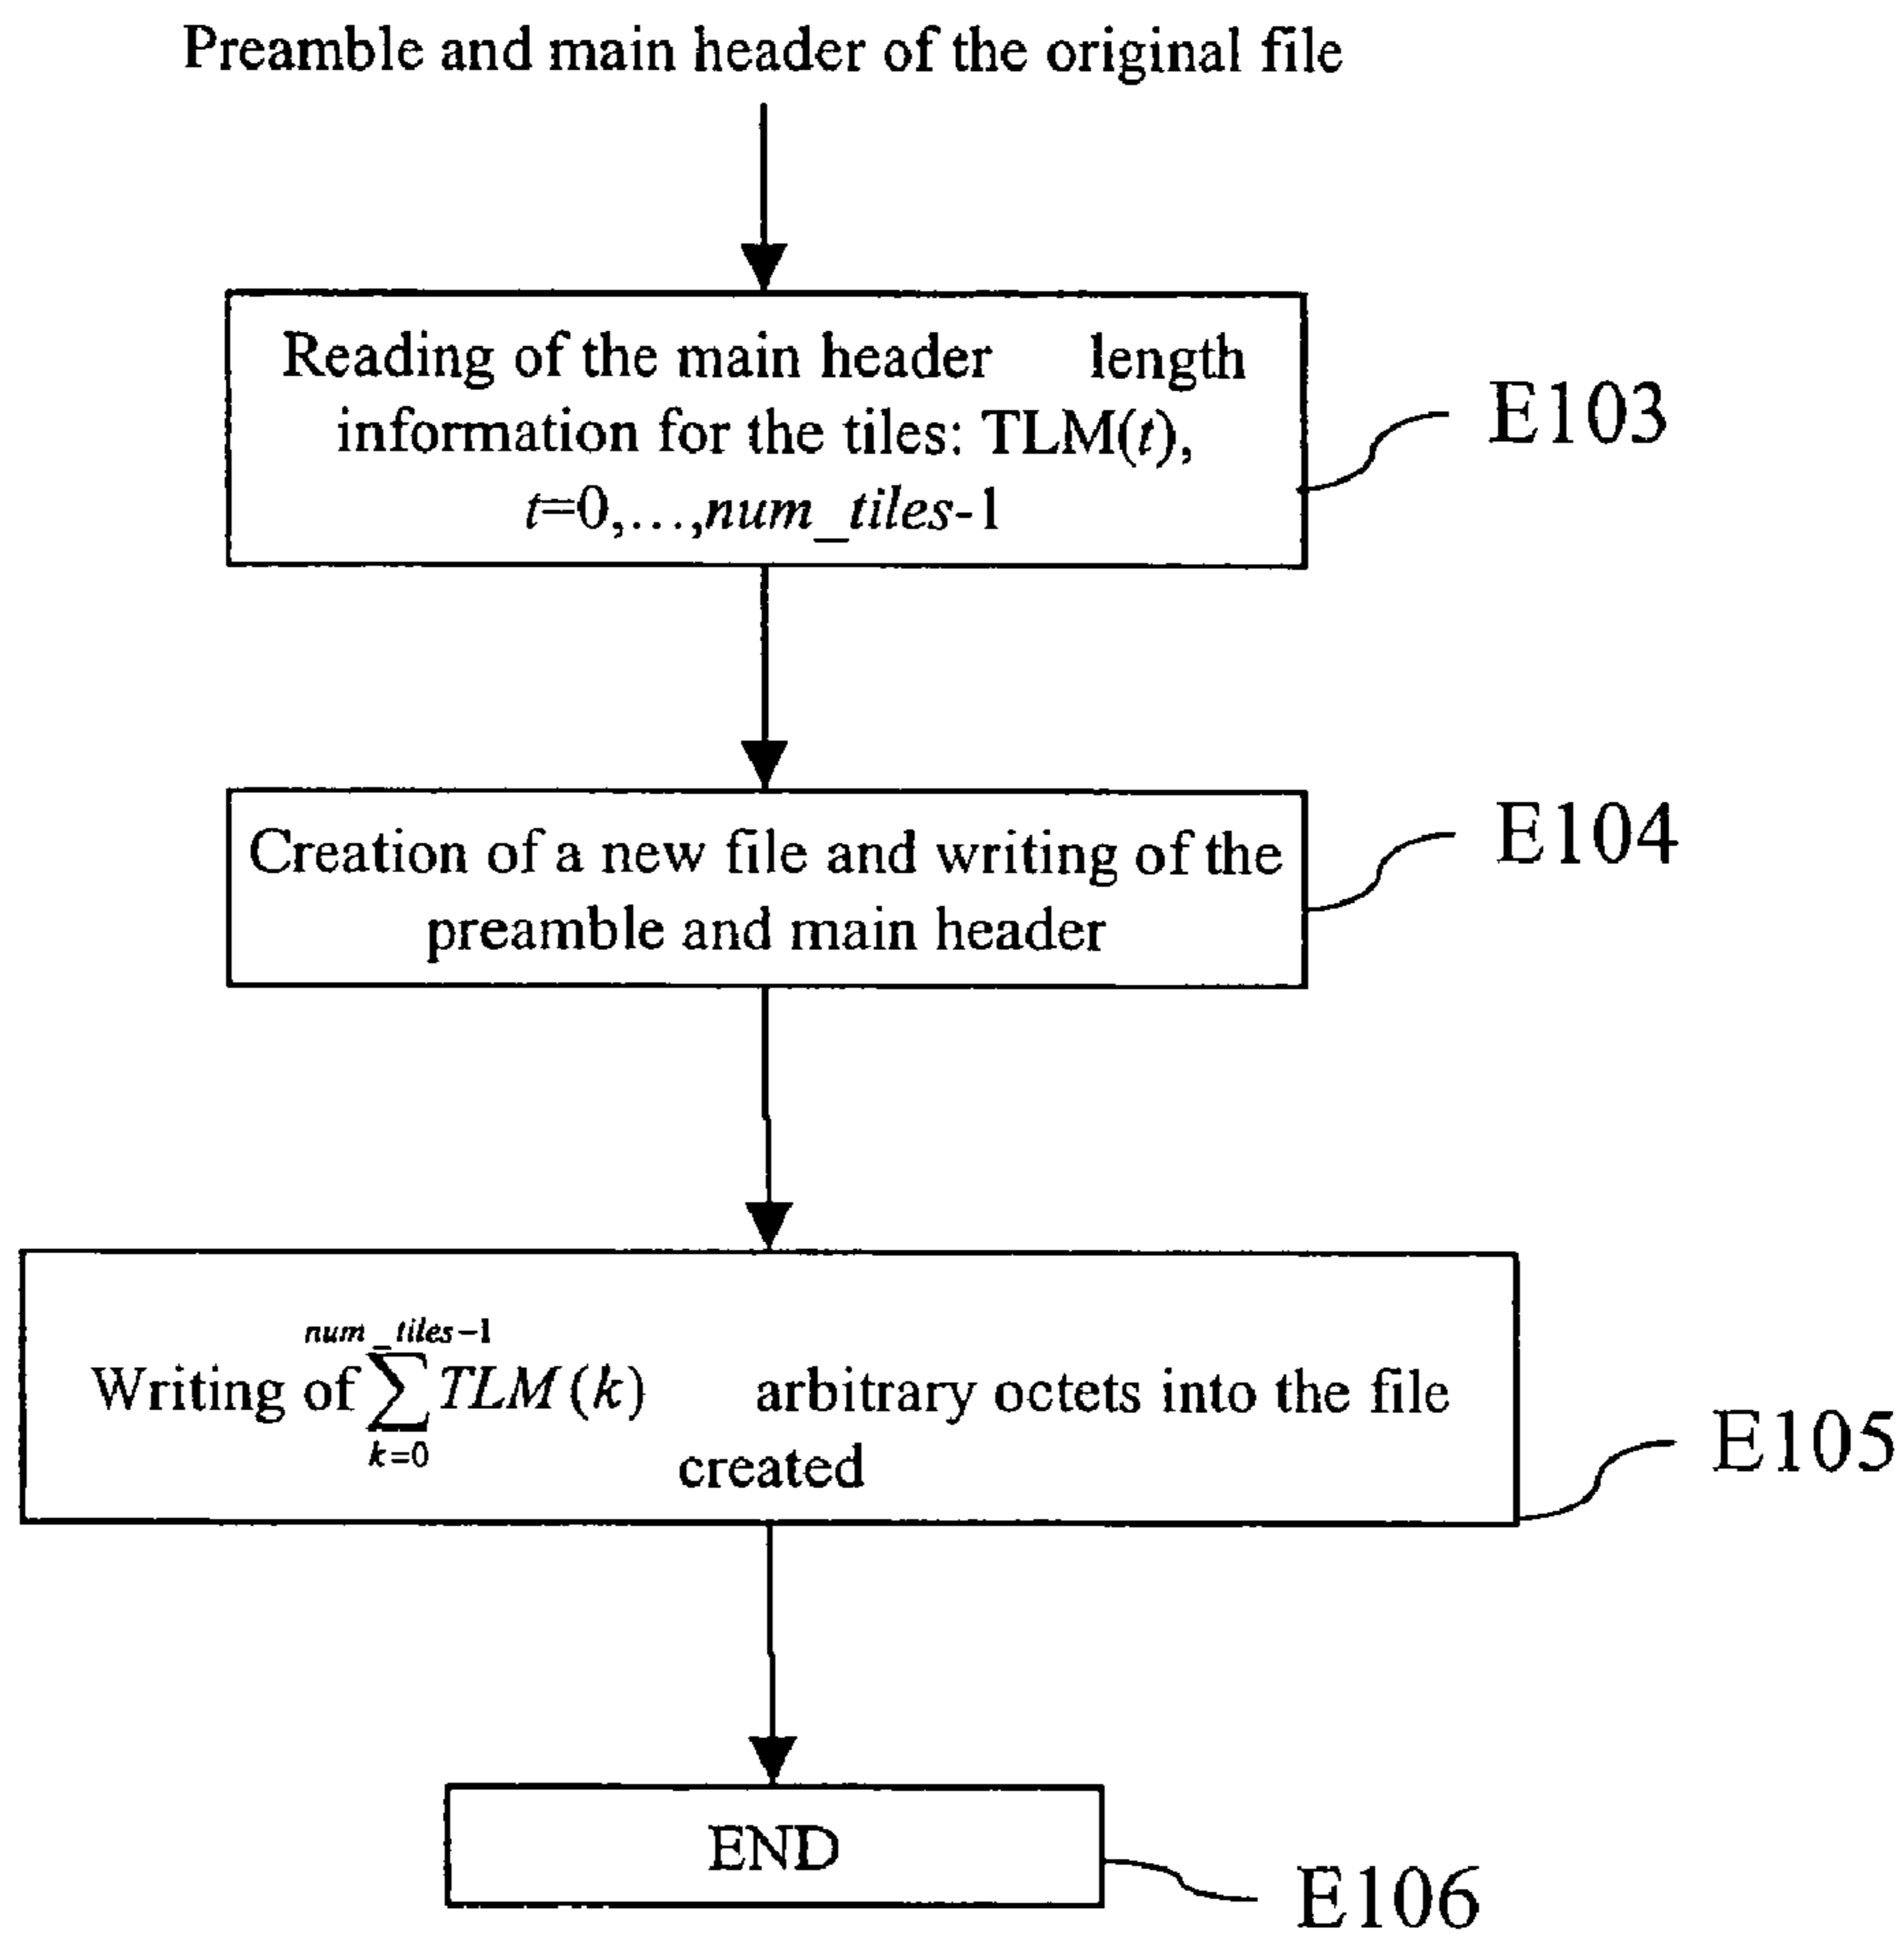 Preamble and main header of the original file
Reading of the main header length
information for the tiles: TLM(t),
t=0,...,num_tiles-1
E103
Creation of a new file and writing of the
preamble and main header
E104
num_tiles-1
Writing of ∑ TLM(k) arbitrary octets into the file
k=0
created
E105
END
E106